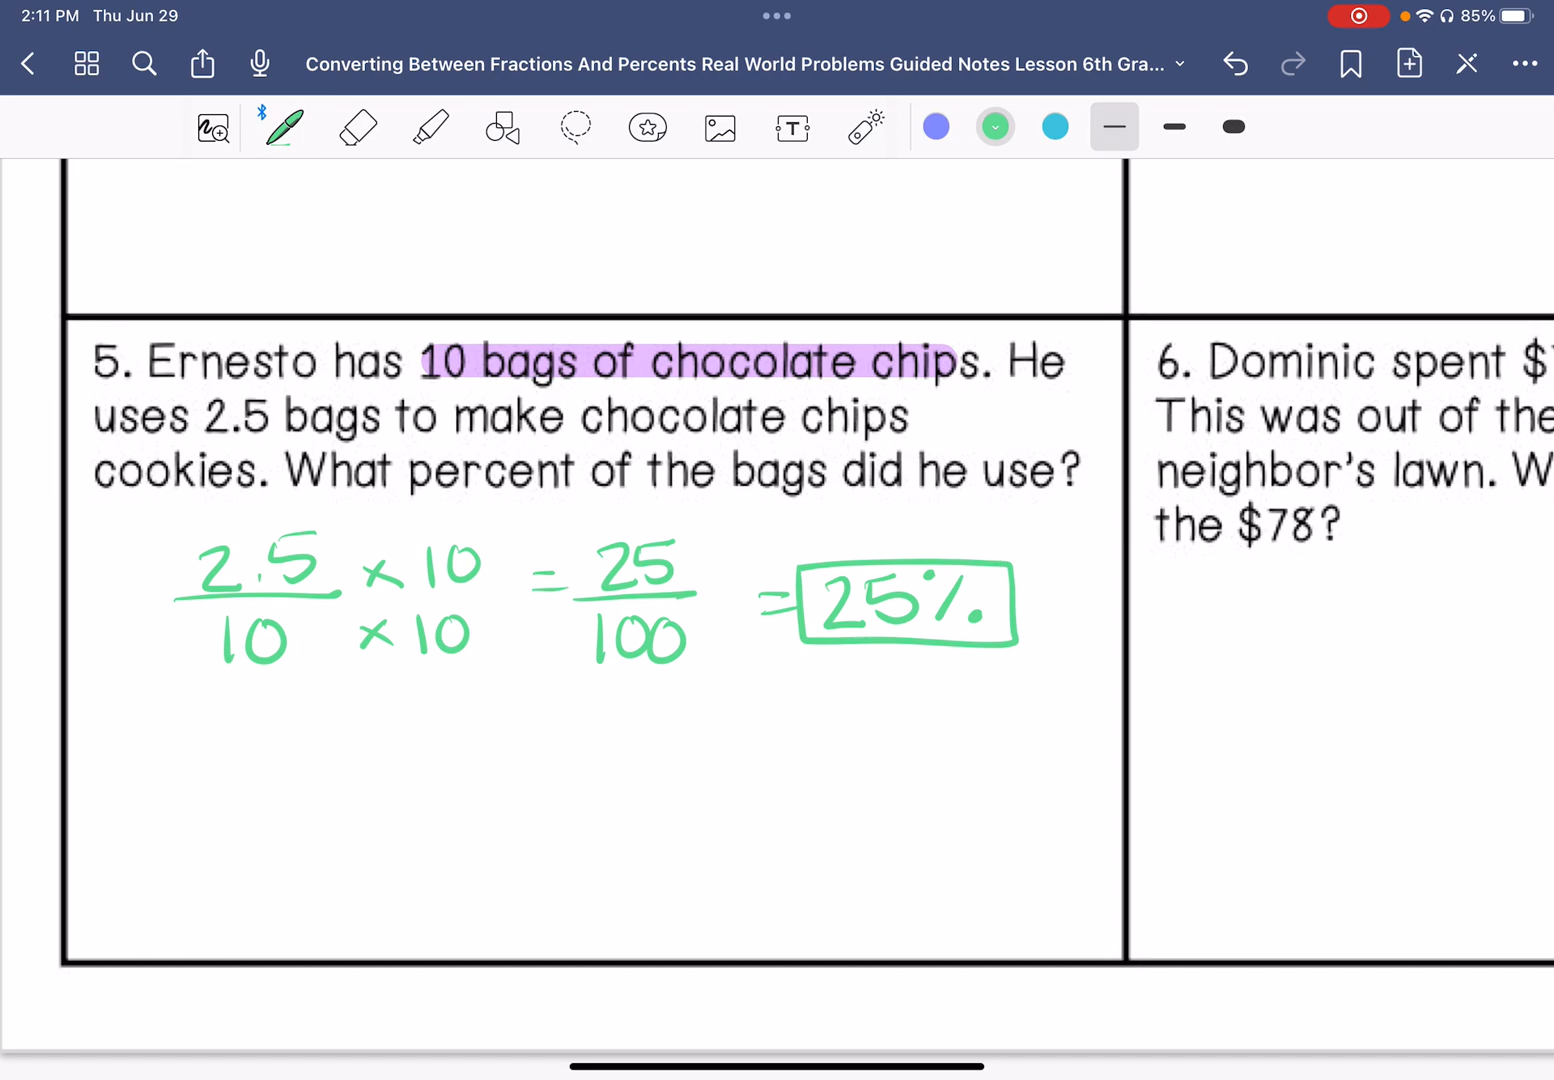 2:11 PM Thu Jun 29
85%
Converting Between Fractions And Percents Real World Problems Guided Notes Lesson 6th Gra...
T
5. Ernesto has 10 bags of chocolate chips. He
uses 2.5 bags to make chocolate chips
cookies. What percent of the bags did he use?
2.5 × 10 = 25 = 25%
10 × 10 100
6. Dominic spent $
This was out of the
neighbor's lawn. W
the $78?